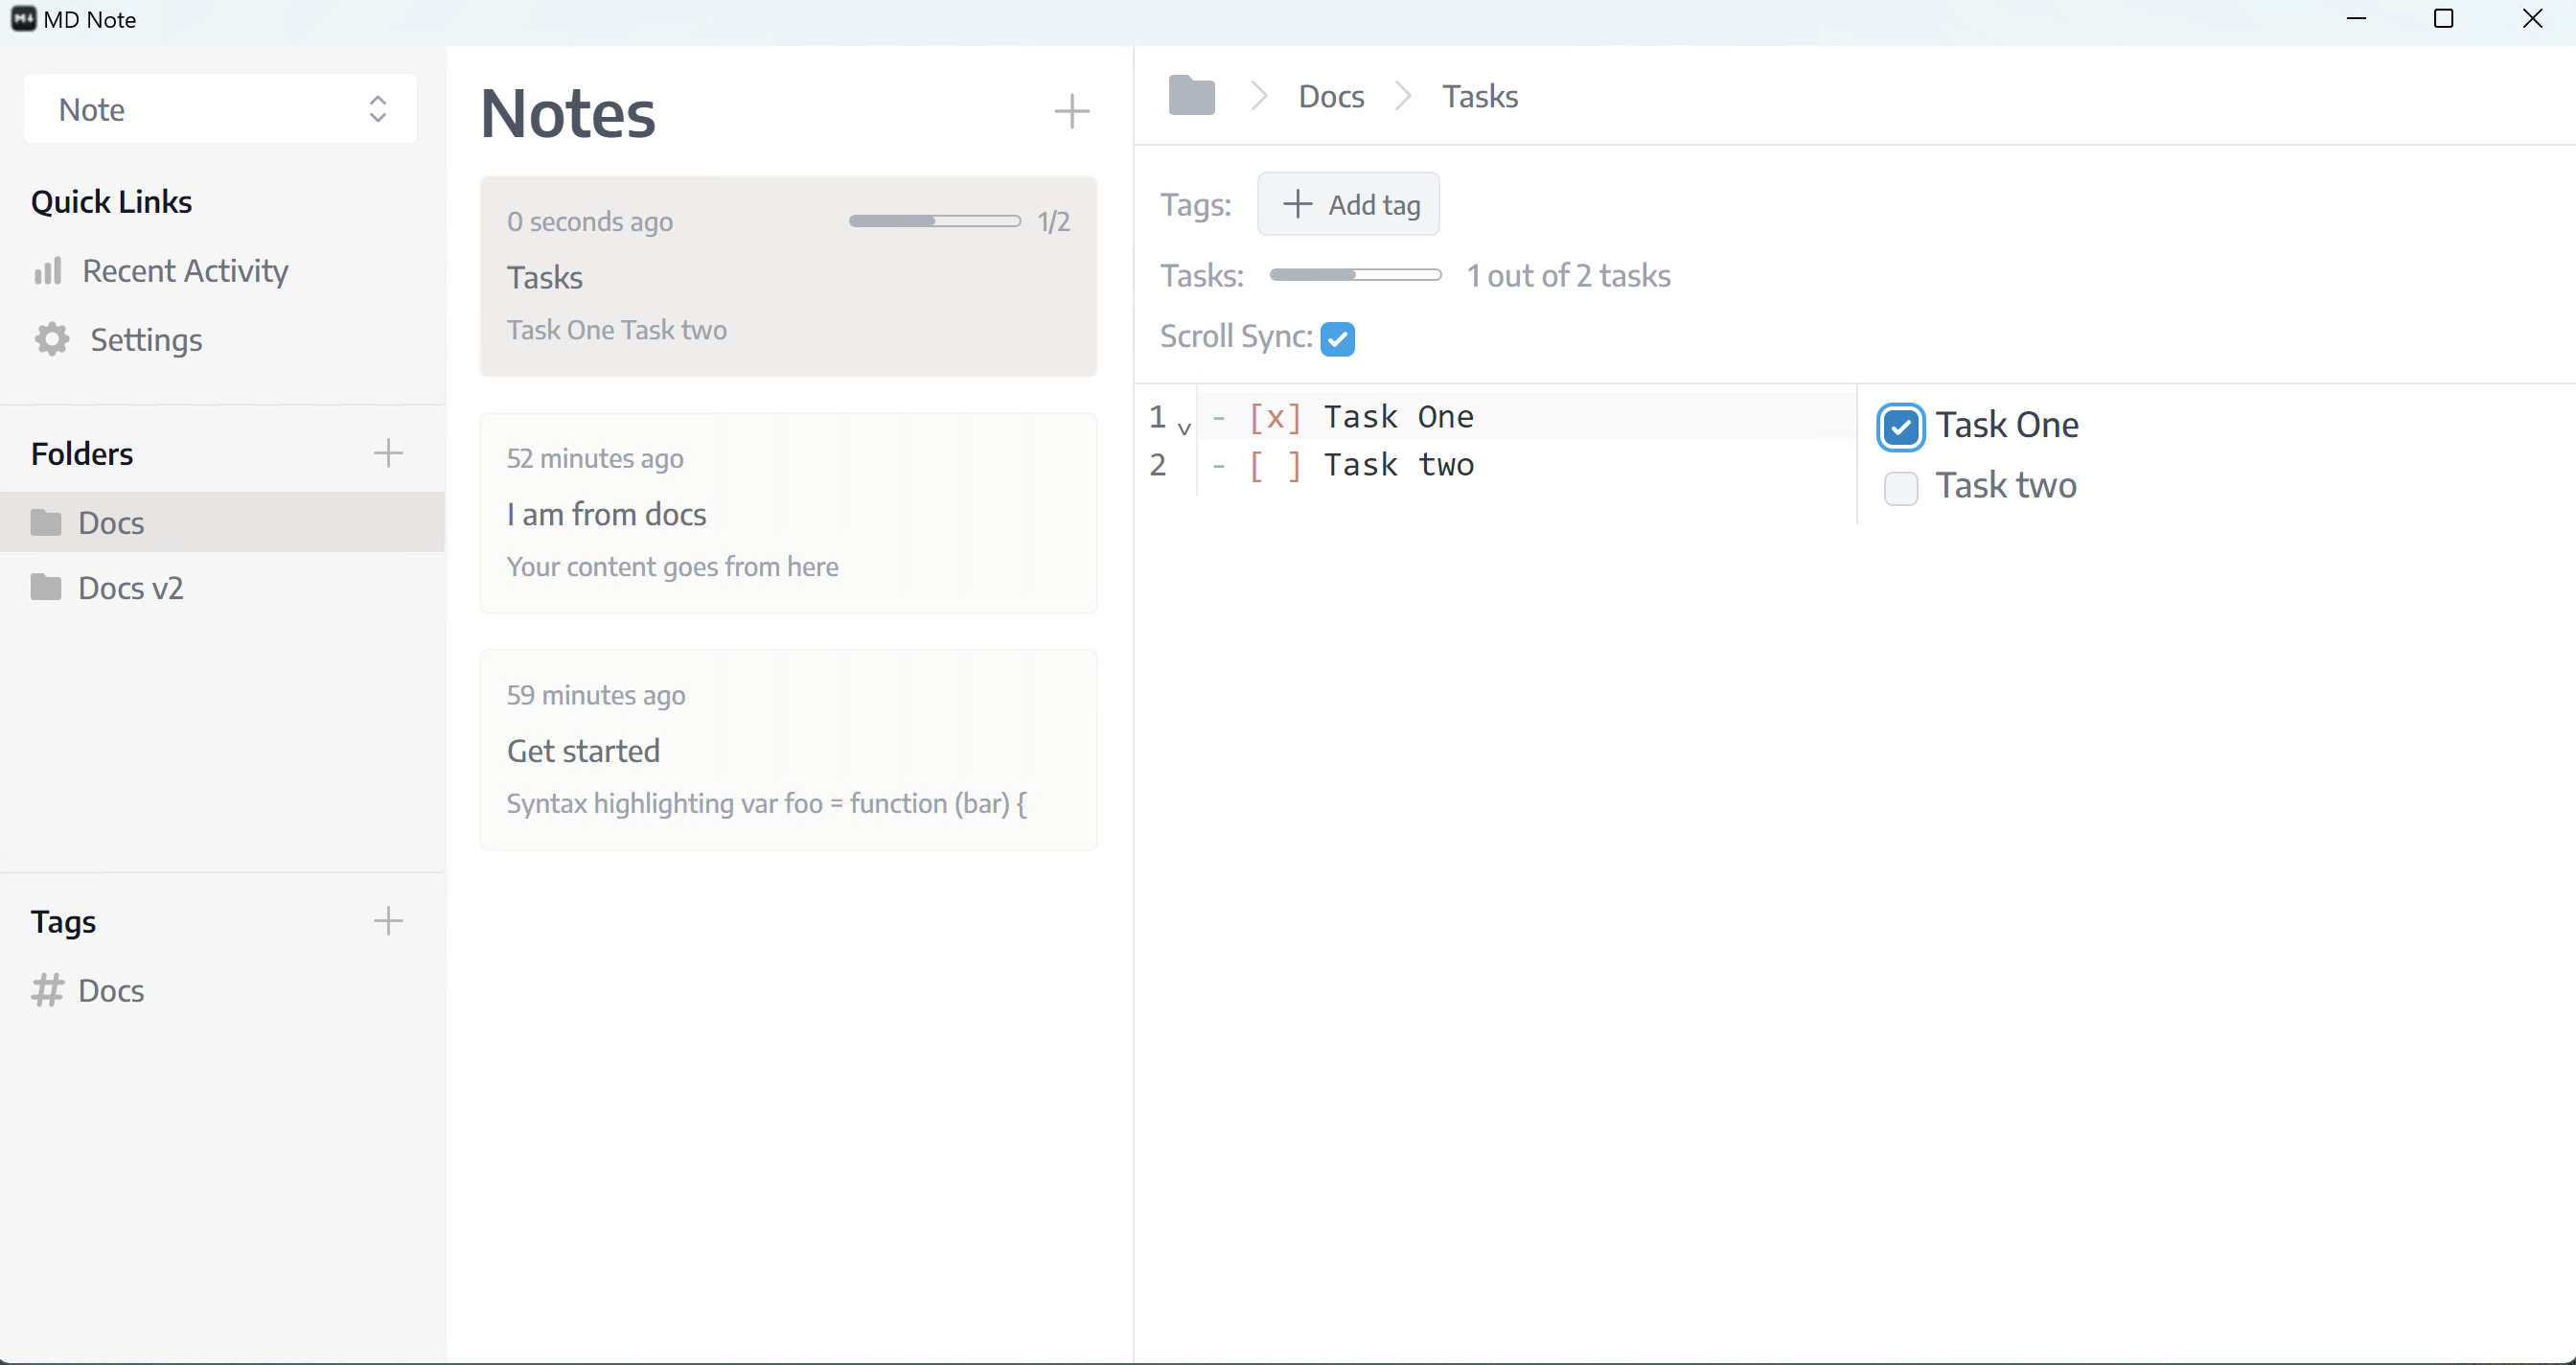 MD Note
Note
Quick Links
Recent Activity
Settings
Folders
Docs
Docs v2
Tags
Docs
Notes
0 seconds ago 1/2
Tasks
Task One Task two
52 minutes ago
I am from docs
Your content goes from here
59 minutes ago
Get started
Syntax highlighting var foo = function (bar) {
Docs Tasks
Tags: Add tag
Tasks: 1 out of 2 tasks
Scroll Sync:
1 - [x] Task One
2 - [ ] Task two
Task One
Task two